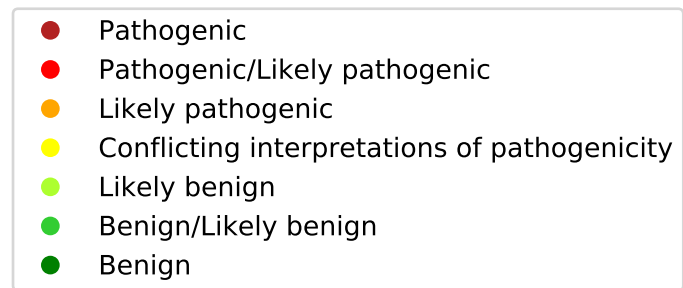 Pathogenic
Pathogenic/Likely pathogenic
Likely pathogenic
Conflicting interpretations of pathogenicity
Likely benign
Benign/Likely benign
Benign